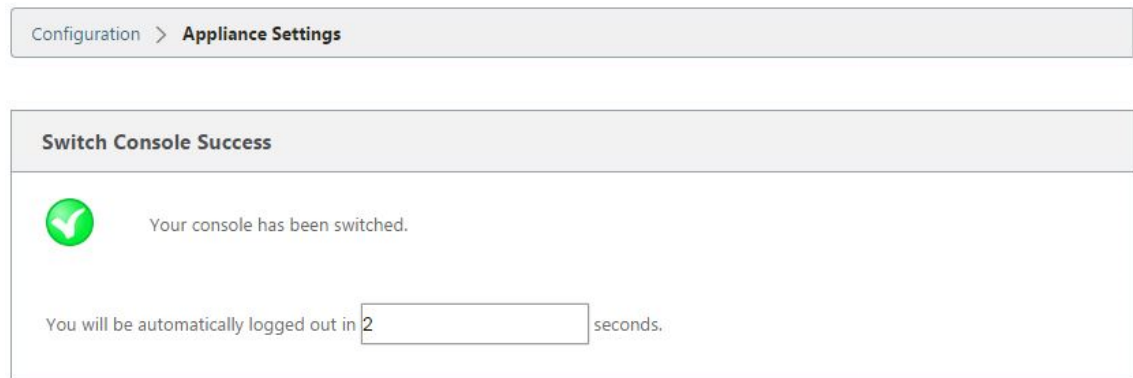 Configuration > Appliance Settings
Switch Console Success
Your console has been switched.
You will be automatically logged out in 2 seconds.